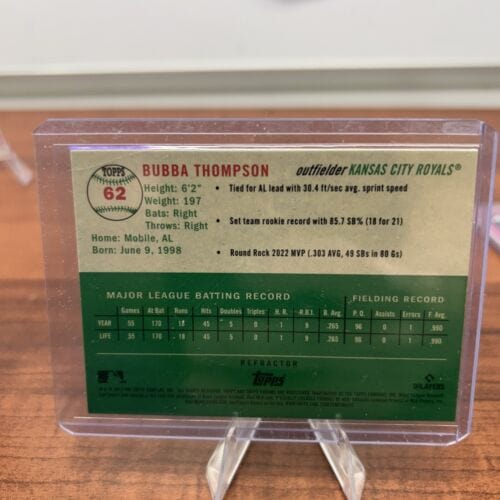 TOPPS
62
BUBBA THOMPSON
outfielder KANSAS CITY ROYALS®
Height: 6'2"
Weight: 197
Bats: Right
Throws: Right
Home: Mobile, AL
Born: June 9, 1998
• Tied for AL lead with 30.4 ft/sec avg. sprint speed
• Set team rookie record with 85.7 SB% (18 for 21)
• Round Rock 2022 MVP (.303 AVG, 49 SBs in 80 Gs)
MAJOR LEAGUE BATTING RECORD FIELDING RECORD
Games At Bat Runs Hits Doubles Triples H. R. R.B.I. B. Avg. P. O. Assists Errors F. Avg.
YEAR 55 170 18 45 5 0 1 9 .265 96 0 1 .990
LIFE 55 170 18 45 5 0 1 9 .265 96 0 1 .990
REFRACTOR
TOPPS
PLAYERS